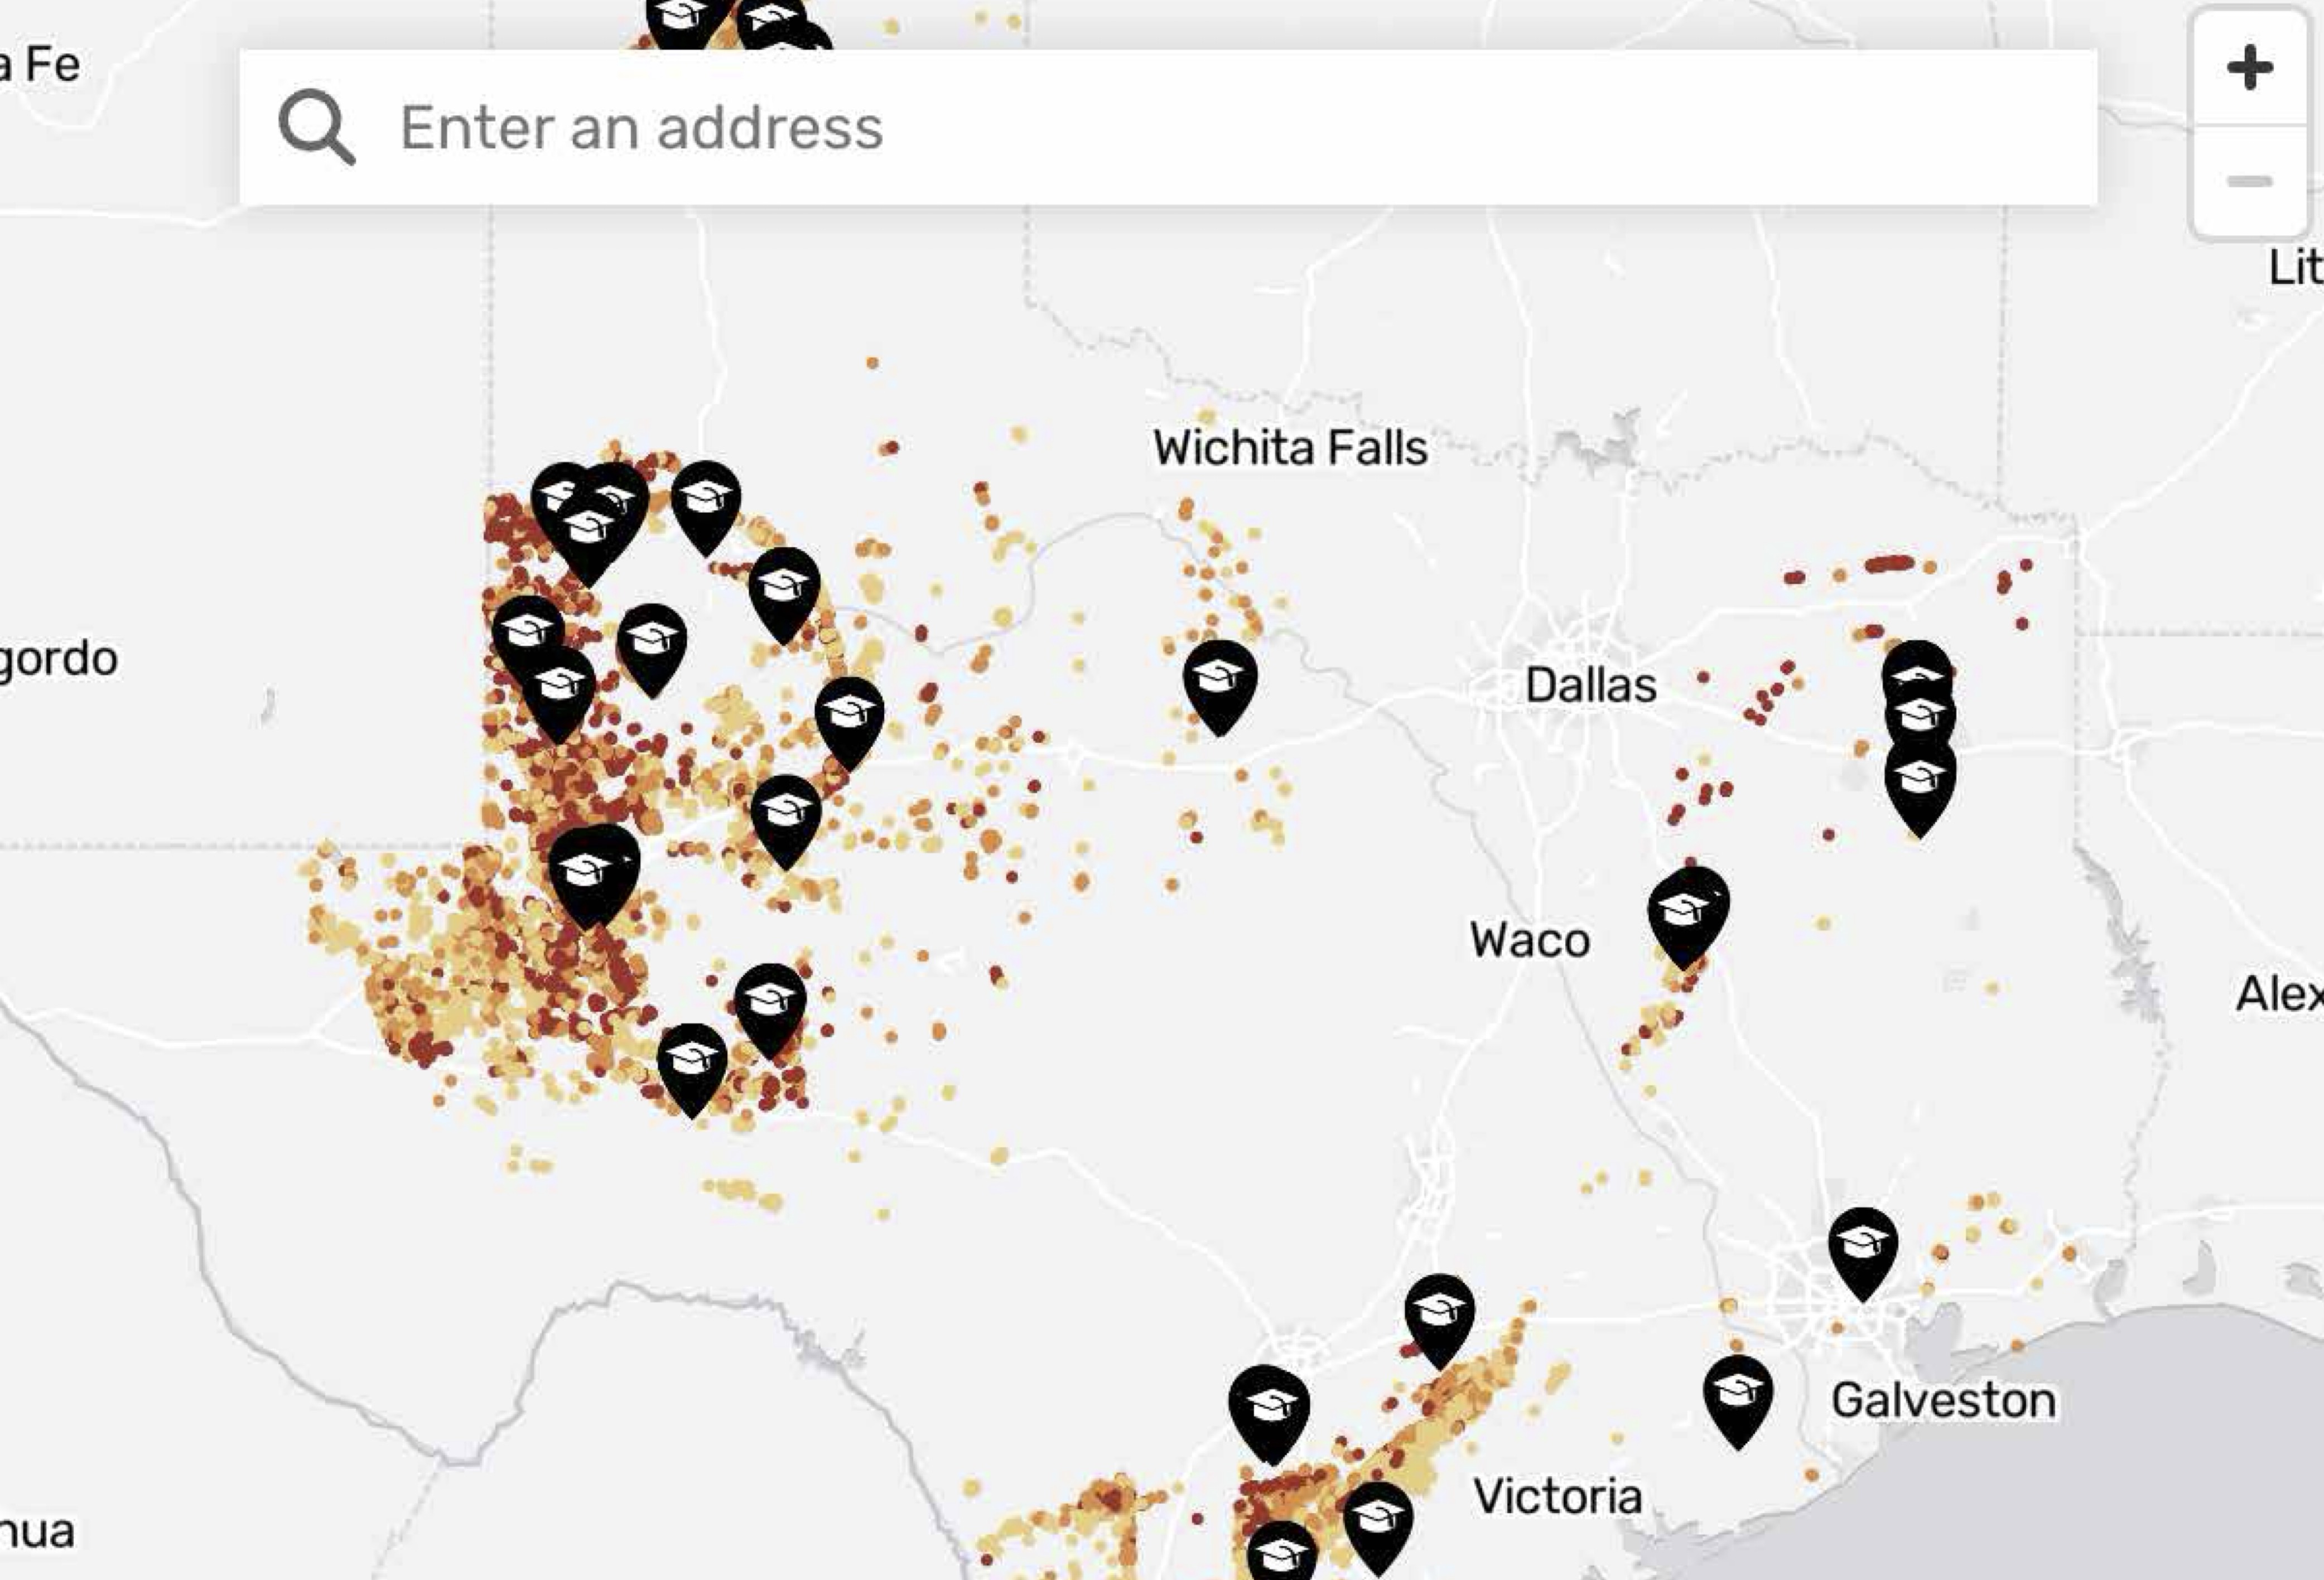 a Fe
Enter an address
+
−
Lit
Wichita Falls
gordo
Dallas
Waco
Alex
Galveston
Victoria
hua